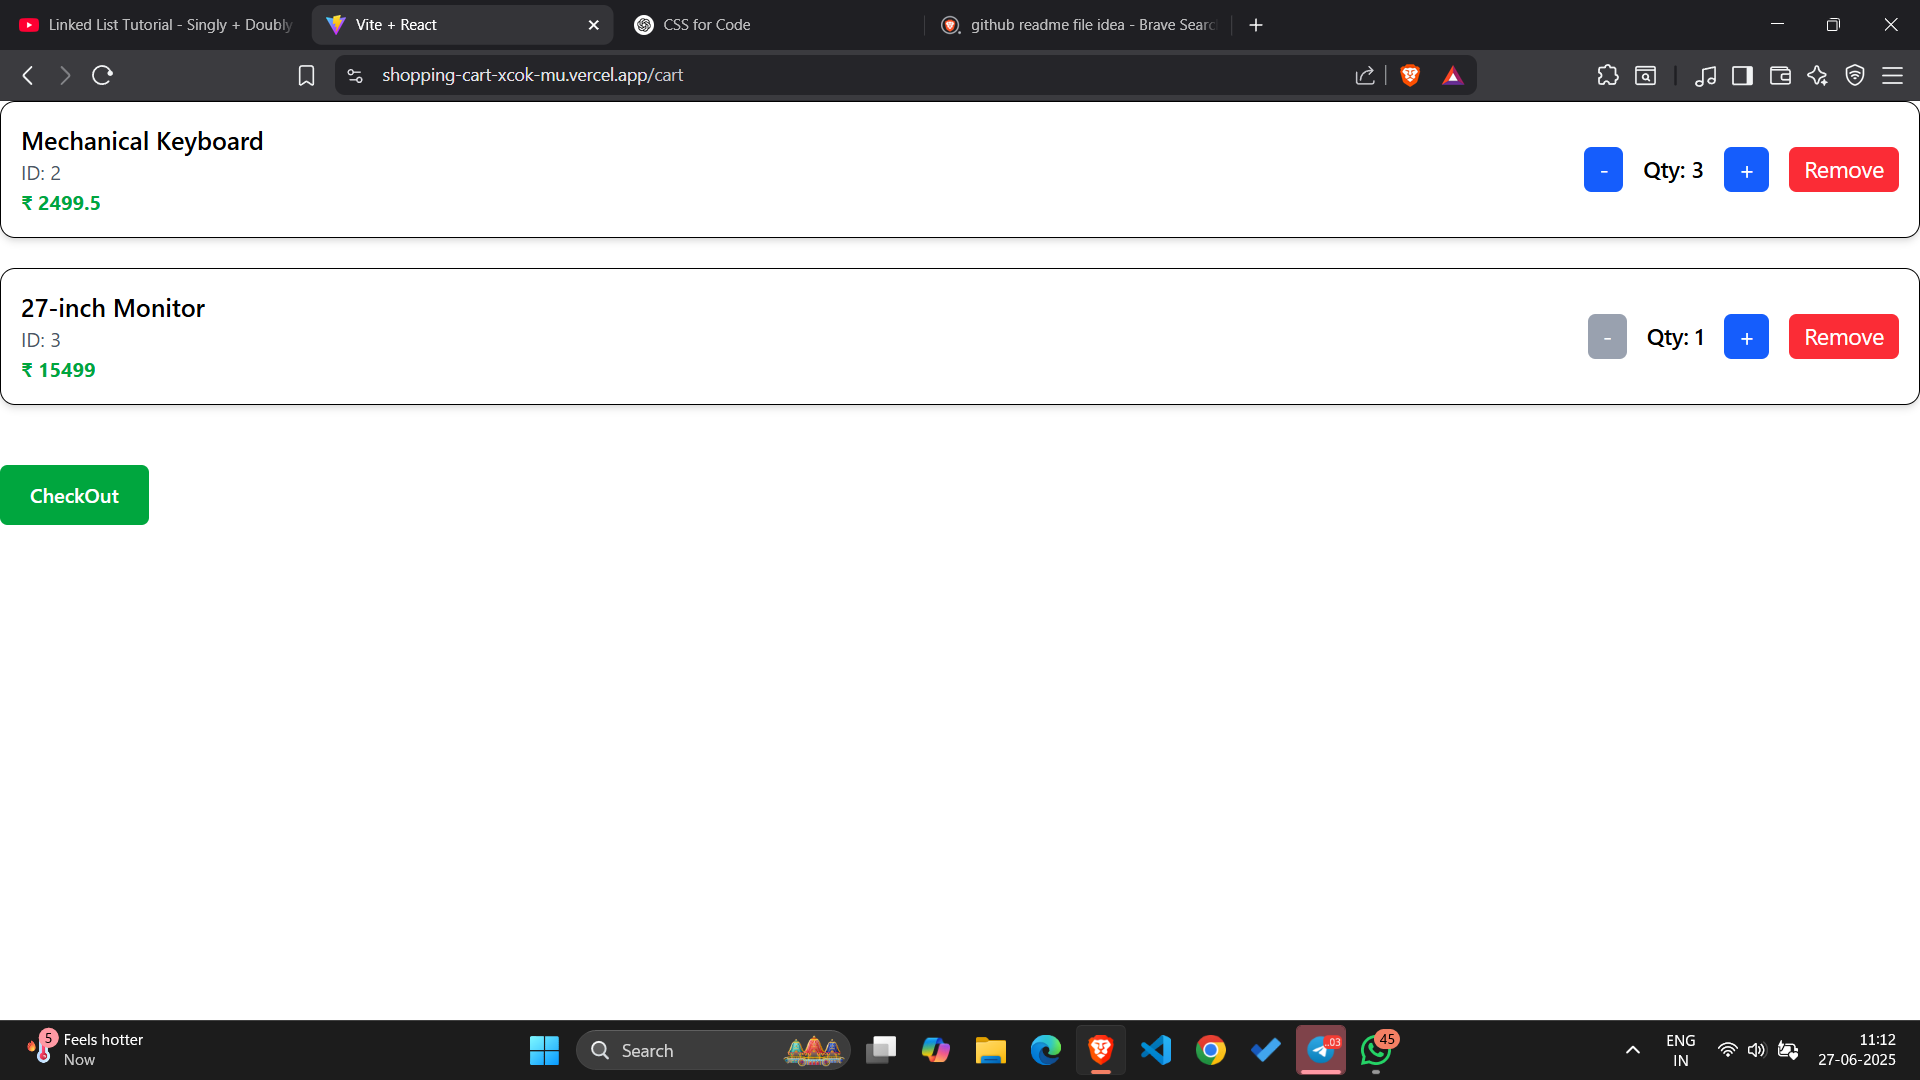 Linked List Tutorial - Singly + Doubly
Vite + React
CSS for Code
github readme file idea - Brave Searc
shopping-cart-xcok-mu.vercel.app/cart
Mechanical Keyboard
ID: 2
₹ 2499.5
- Qty: 3 + Remove
27-inch Monitor
ID: 3
₹ 15499
- Qty: 1 + Remove
CheckOut
5
Feels hotter
Now
Search
.03
45
ENG
IN
11:12
27-06-2025